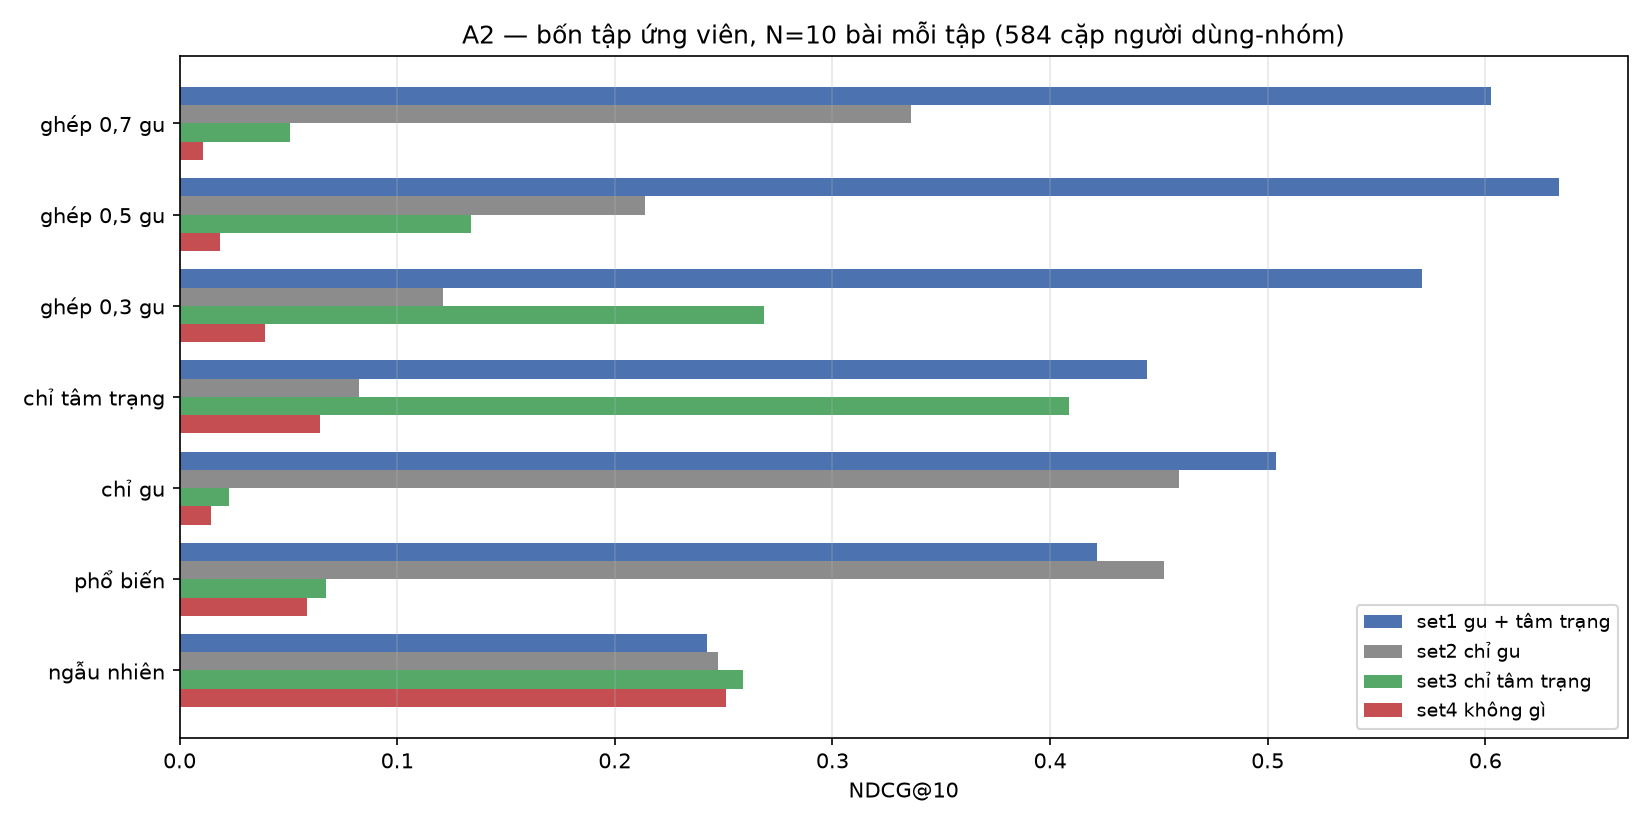 A2 — bốn tập ứng viên, N=10 bài mỗi tập (584 cặp người dùng-nhóm)
ghép 0,7 gu
ghép 0,5 gu
ghép 0,3 gu
chỉ tâm trạng
chỉ gu
phổ biến
ngẫu nhiên
set1 gu + tâm trạng
set2 chỉ gu
set3 chỉ tâm trạng
set4 không gì
0.0 0.1 0.2 0.3 0.4 0.5 0.6
NDCG@10